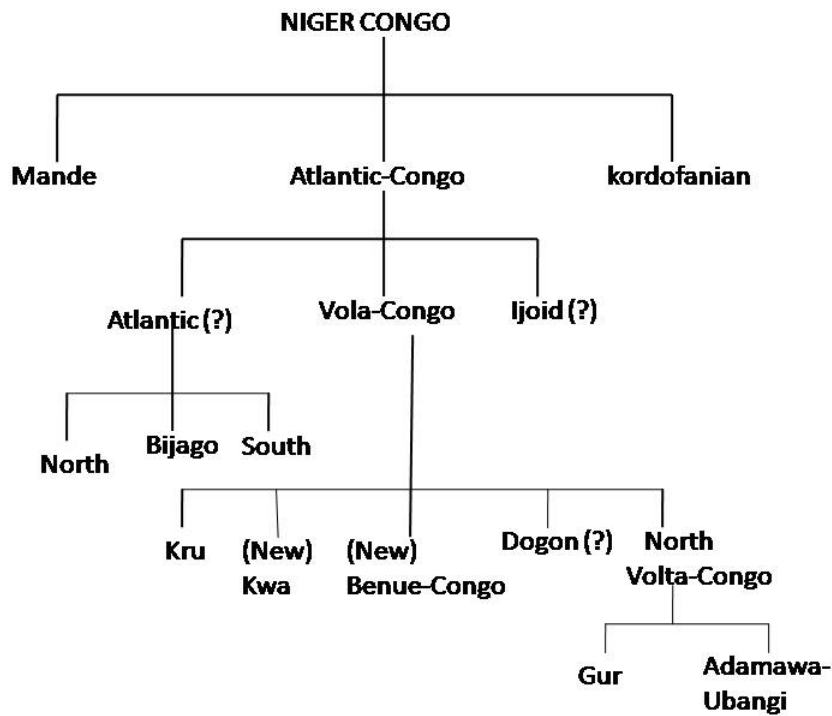 NIGER CONGO
Mande
Atlantic-Congo
kordofanian
Atlantic (?)
Vola-Congo
Ijoid (?)
North
Bijago
South
Kru
(New)
Kwa
(New)
Benue-Congo
Dogon (?)
North
Volta-Congo
Gur
Adamawa-
Ubangi